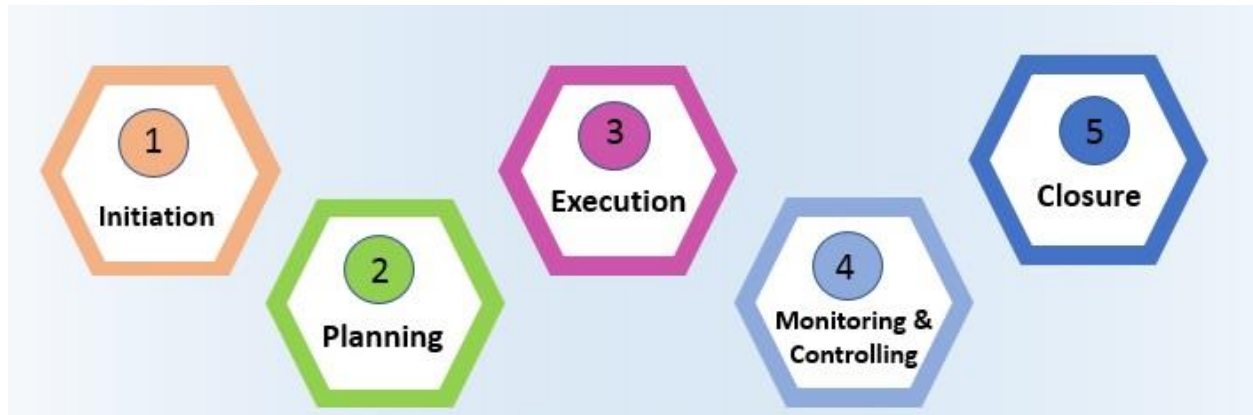 1
Initiation
2
Planning
3
Execution
4
Monitoring &
Controlling
5
Closure